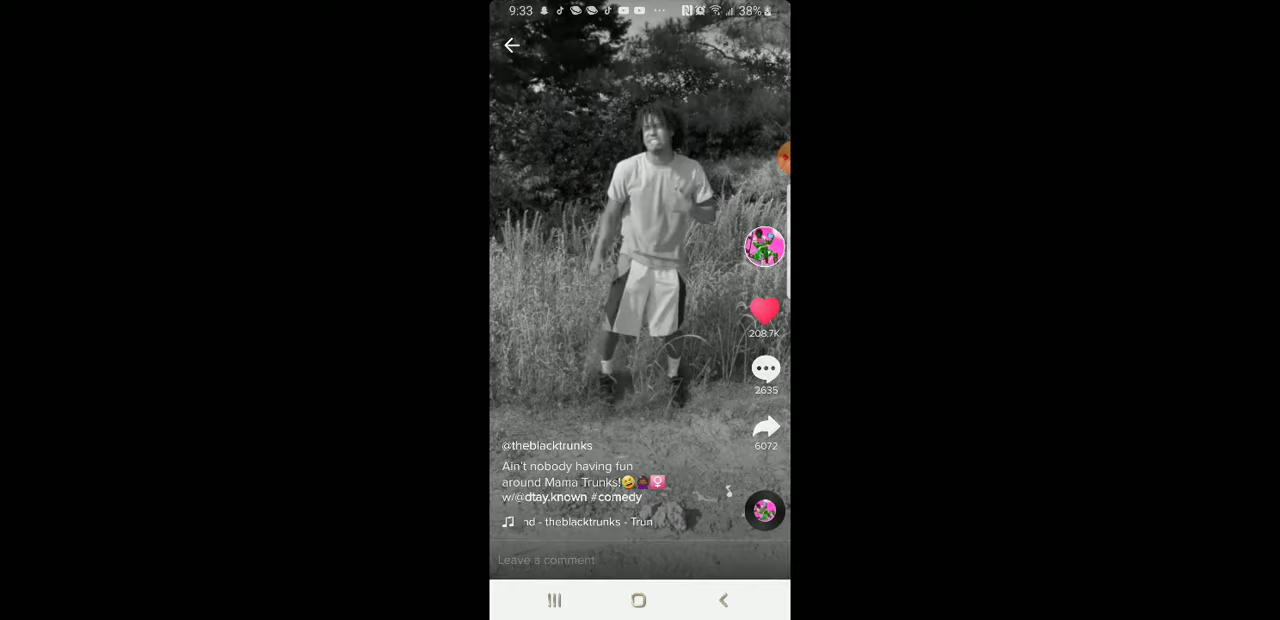 9:33
38%
208.7K
2635
6072
@theblacktrunks
Ain't nobody having fun
around Mama Trunks!🤣🙎🏾‍♀️
w/@dtay.known #comedy
nd - theblacktrunks - Trun
Leave a comment